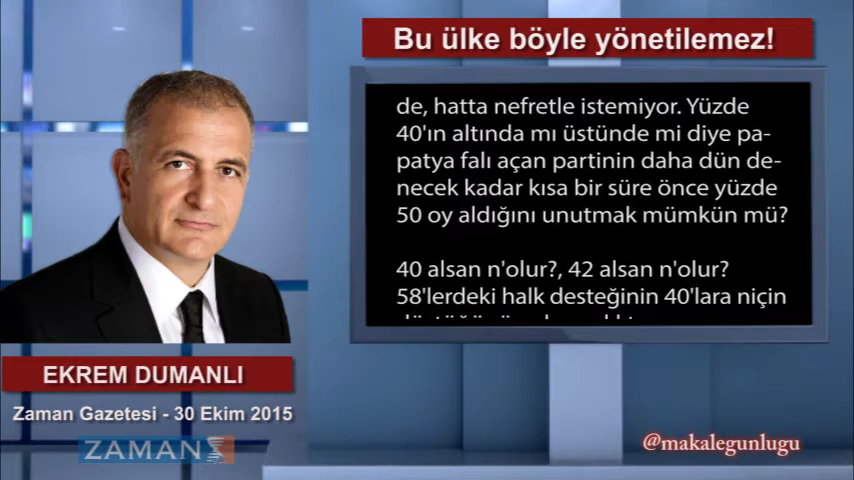 Bu ülke böyle yönetilemez!
de, hatta nefretle istemiyor. Yüzde
40'ın altında mı üstünde mi diye pa-
patya falı açan partinin daha dün de-
necek kadar kısa bir süre önce yüzde
50 oy aldığını unutmak mümkün mü?
40 alsan n'olur?, 42 alsan n'olur?
58'lerdeki halk desteğinin 40'lara niçin
EKREM DUMANLI
Zaman Gazetesi - 30 Ekim 2015
ZAMAN
@makalegunlugu